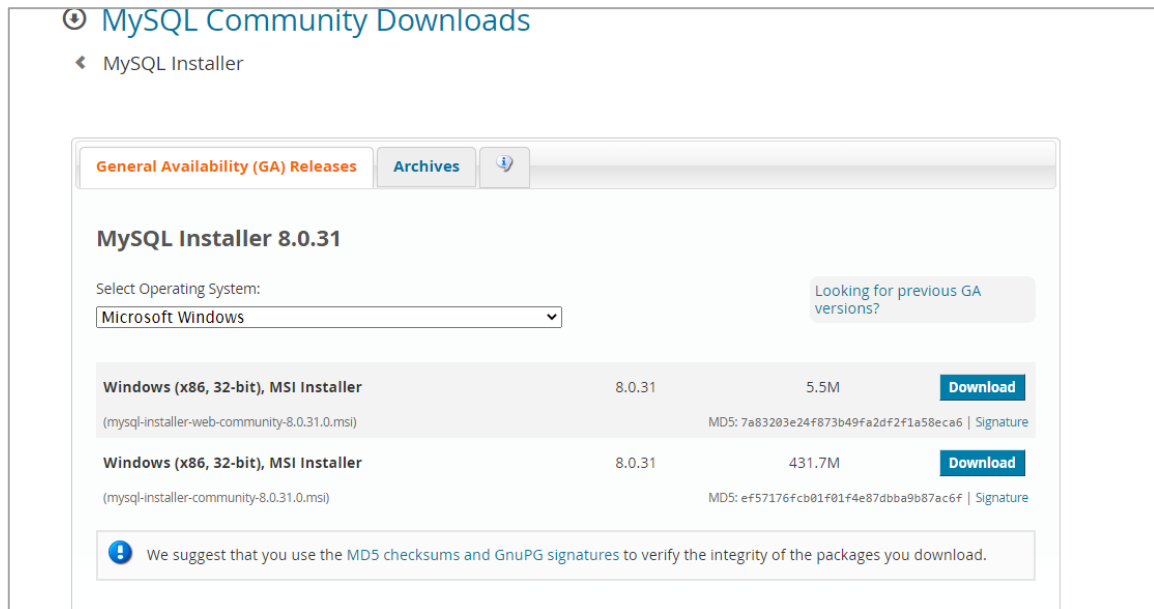 MySQL Community Downloads
MySQL Installer
General Availability (GA) Releases
Archives
MySQL Installer 8.0.31
Select Operating System:
Looking for previous GA
versions?
Microsoft Windows
Windows (x86, 32-bit), MSI Installer 8.0.31 5.5M Download
(mysql-installer-web-community-8.0.31.0.msi) MD5: 7a83203e24f873b49fa2df2f1a58eca6 | Signature
Windows (x86, 32-bit), MSI Installer 8.0.31 431.7M Download
(mysql-installer-community-8.0.31.0.msi) MD5: ef57176fcb01f01f4e87dbba9b87ac6f | Signature
We suggest that you use the MD5 checksums and GnuPG signatures to verify the integrity of the packages you download.